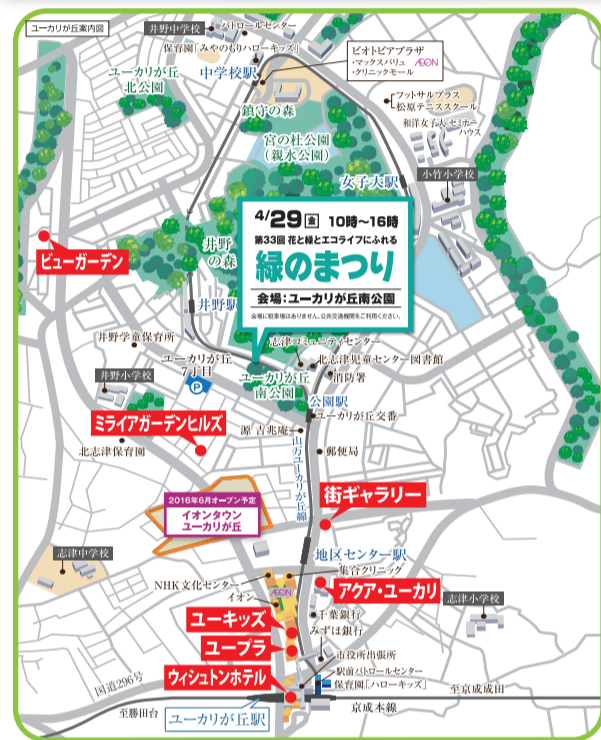 ユーカリが丘案内図
井野中学校
パトロールセンター
保育園「みやのもりハローキッズ」
中学校駅
ビオトピアプラザ
・マックスバリュ
・クリニックモール
AEON
ユーカリが丘
北公園
鎮守の森
フットサルプラス
松原テニススクール
和洋女子大セミナー
ハウス
宮の杜公園
(親水公園)
女子大駅
小竹小学校
4/29 金 10時〜16時
第33回 花と緑とエコライフにふれる
緑のまつり
会場:ユーカリが丘南公園
会場に駐車場はありません。公共交通機関をご利用ください。
ビューガーデン
井野
の森
井野駅
井野学童保育所
志津コミュニティセンター
ユーカリが丘
7丁目
P
北志津児童センター図書館
消防署
井野小学校
ユーカリが丘
南公園
公園駅
ユーカリが丘交番
ミライアガーデンヒルズ
源 吉兆庵
北志津保育園
郵便局
山万ユーカリが丘線
街ギャラリー
2016年6月オープン予定
イオンタウン
ユーカリが丘
志津中学校
地区センター駅
集合クリニック
NHK文化センター
AEON
イオン
アクア・ユーカリ
志津小学校
ユーキッズ
千葉銀行
みずほ銀行
ユープラ
市役所出張所
駅前パトロールセンター
保育園「ハローキッズ」
ウィシュトンホテル
国道296号
至京成成田
至勝田台
ユーカリが丘駅
京成本線